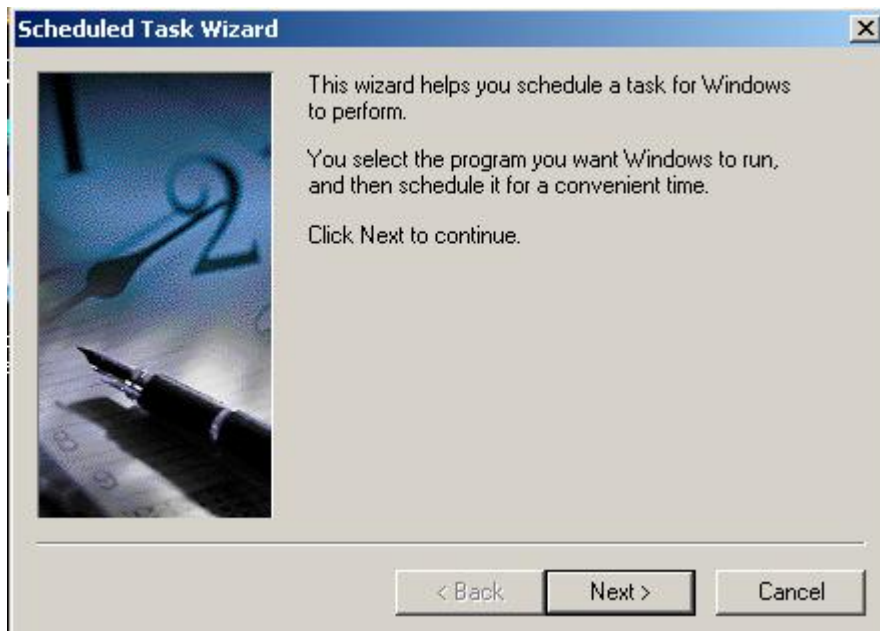 Scheduled Task Wizard
This wizard helps you schedule a task for Windows
to perform.
You select the program you want Windows to run,
and then schedule it for a convenient time.
Click Next to continue.
2
< Back
Next >
Cancel